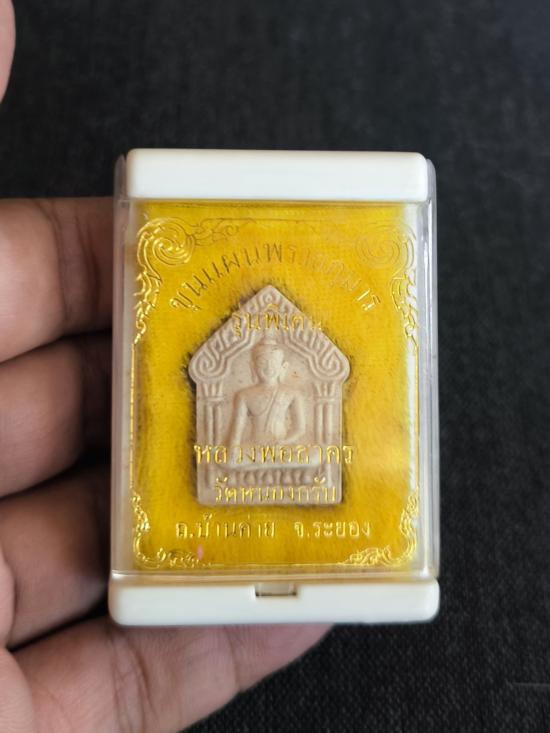 ขุนแผนพรายกุมาร
รุ่นพิเศษ
หลวงพ่อสาคร
วัดหนองกรับ
อ.บ้านค่าย จ.ระยอง